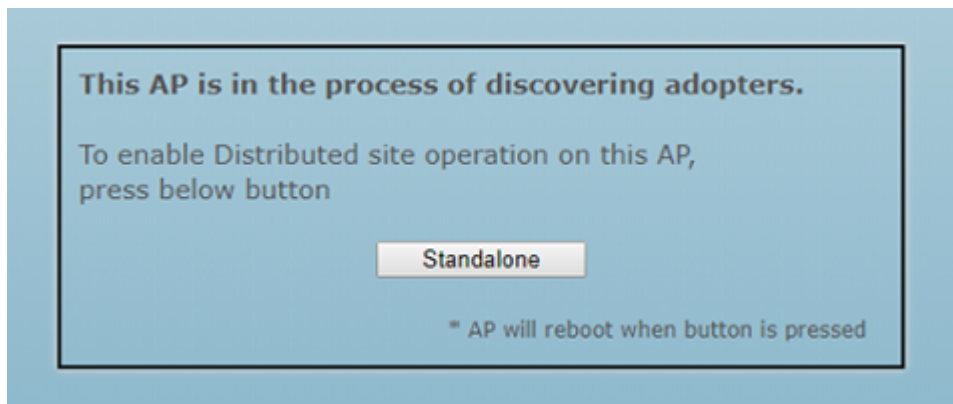 This AP is in the process of discovering adopters.
To enable Distributed site operation on this AP,
press below button
Standalone
* AP will reboot when button is pressed